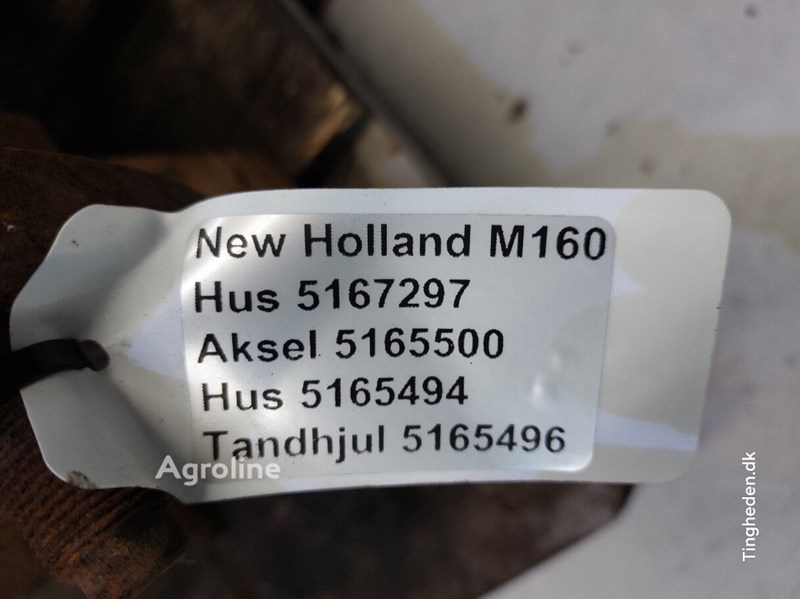 New Holland M160
Hus 5167297
Aksel 5165500
Hus 5165494
Tandhjul 5165496
Agroline
Tingheden.dk